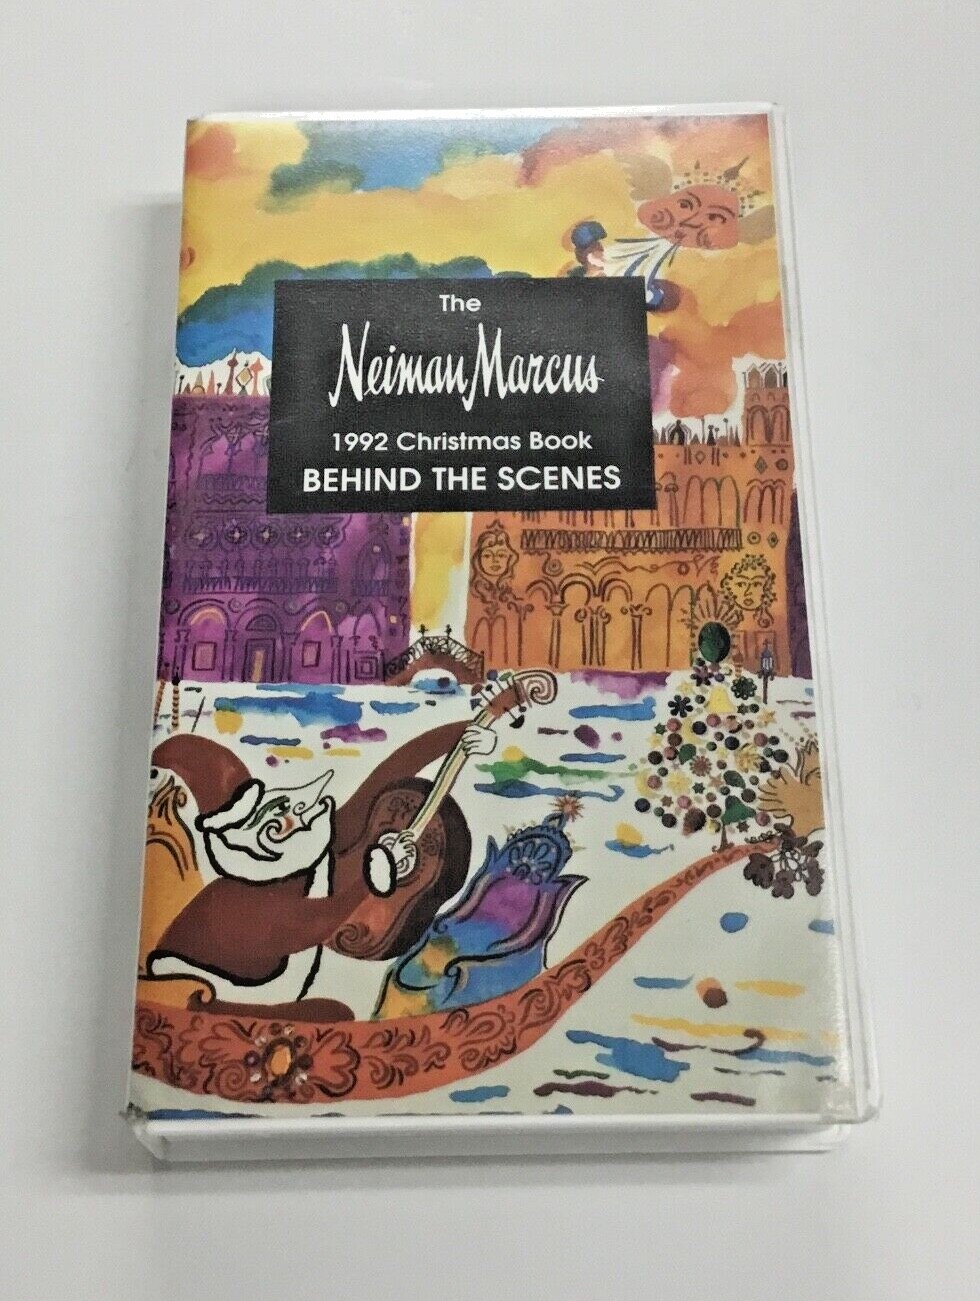 The
Neiman Marcus
1992 Christmas Book
BEHIND THE SCENES